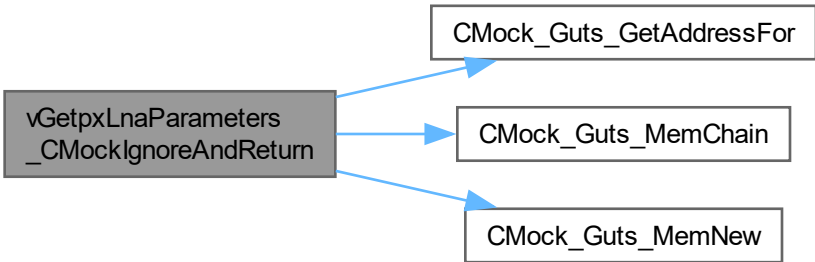 vGetpxLnaParameters
_CMockIgnoreAndReturn
CMock_Guts_GetAddressFor
CMock_Guts_MemChain
CMock_Guts_MemNew